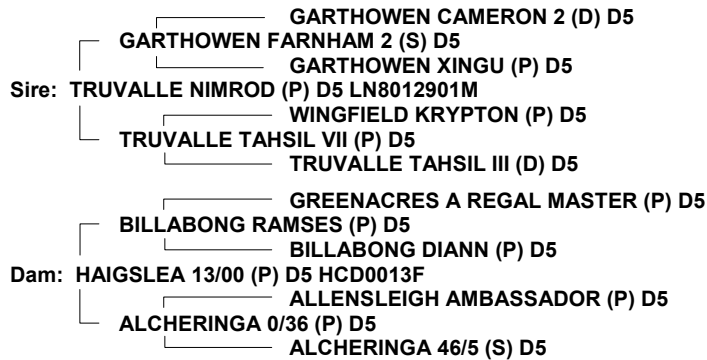 GARTHOWEN CAMERON 2 (D) D5
GARTHOWEN FARNHAM 2 (S) D5
GARTHOWEN XINGU (P) D5
Sire: TRUVALLE NIMROD (P) D5 LN8012901M
WINGFIELD KRYPTON (P) D5
TRUVALLE TAHSIL VII (P) D5
TRUVALLE TAHSIL III (D) D5
GREENACRES A REGAL MASTER (P) D5
BILLABONG RAMSES (P) D5
BILLABONG DIANN (P) D5
Dam: HAIGSLEA 13/00 (P) D5 HCD0013F
ALLENSLEIGH AMBASSADOR (P) D5
ALCHERINGA 0/36 (P) D5
ALCHERINGA 46/5 (S) D5